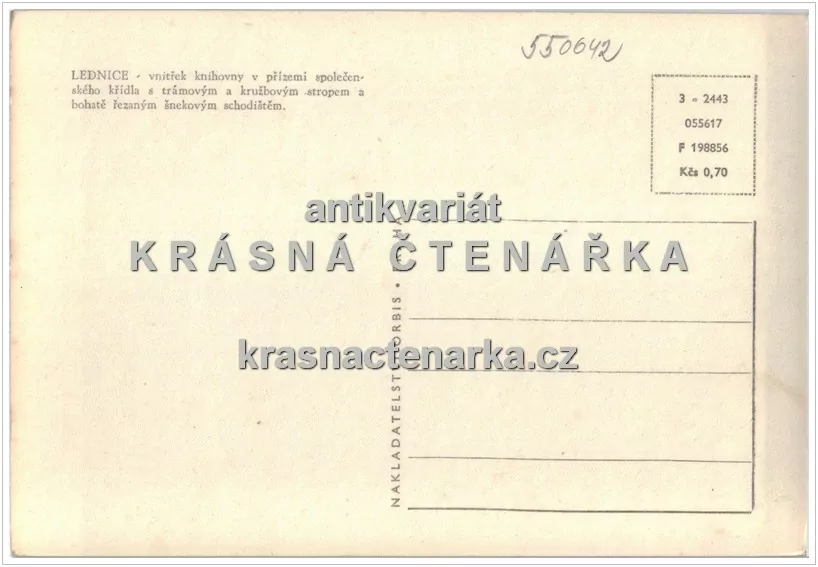 550642
LEDNICE - vnitřek knihovny v přízemí společen-
ského křídla s trámovým a kružbovým stropem a
bohatě řezaným šnekovým schodištěm.
3 - 2443
055617
F 198856
Kčs 0,70
antikvariát
KRÁSNÁ ČTENÁŘKA
krasnactenarka.cz
NAKLADATELSTVÍ ORBIS • PRAHA